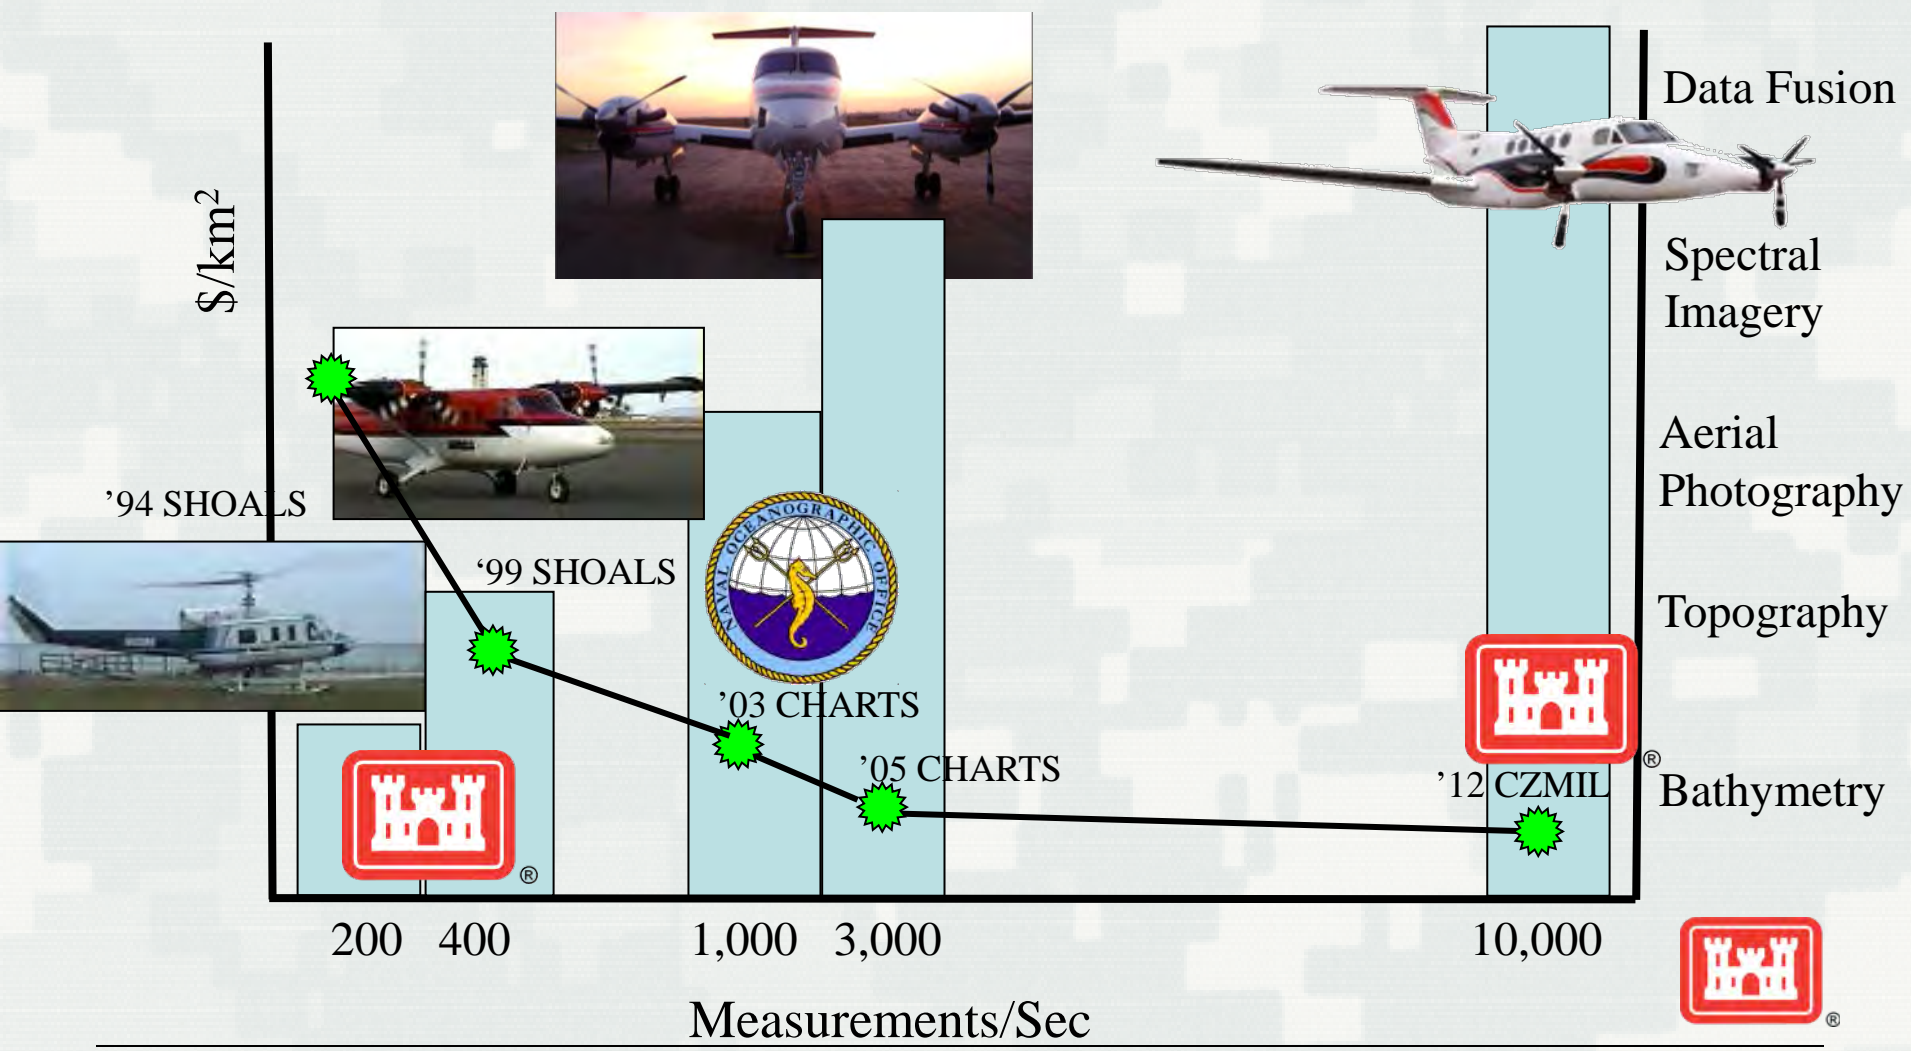 $/km2
Data Fusion
Spectral
Imagery
Aerial
Photography
Topography
Bathymetry
’94 SHOALS
‘99 SHOALS
NAVAL OCEANOGRAPHIC OFFICE
’03 CHARTS
’05 CHARTS
’12 CZMIL
®
®
®
200 400 1,000 3,000 10,000
Measurements/Sec